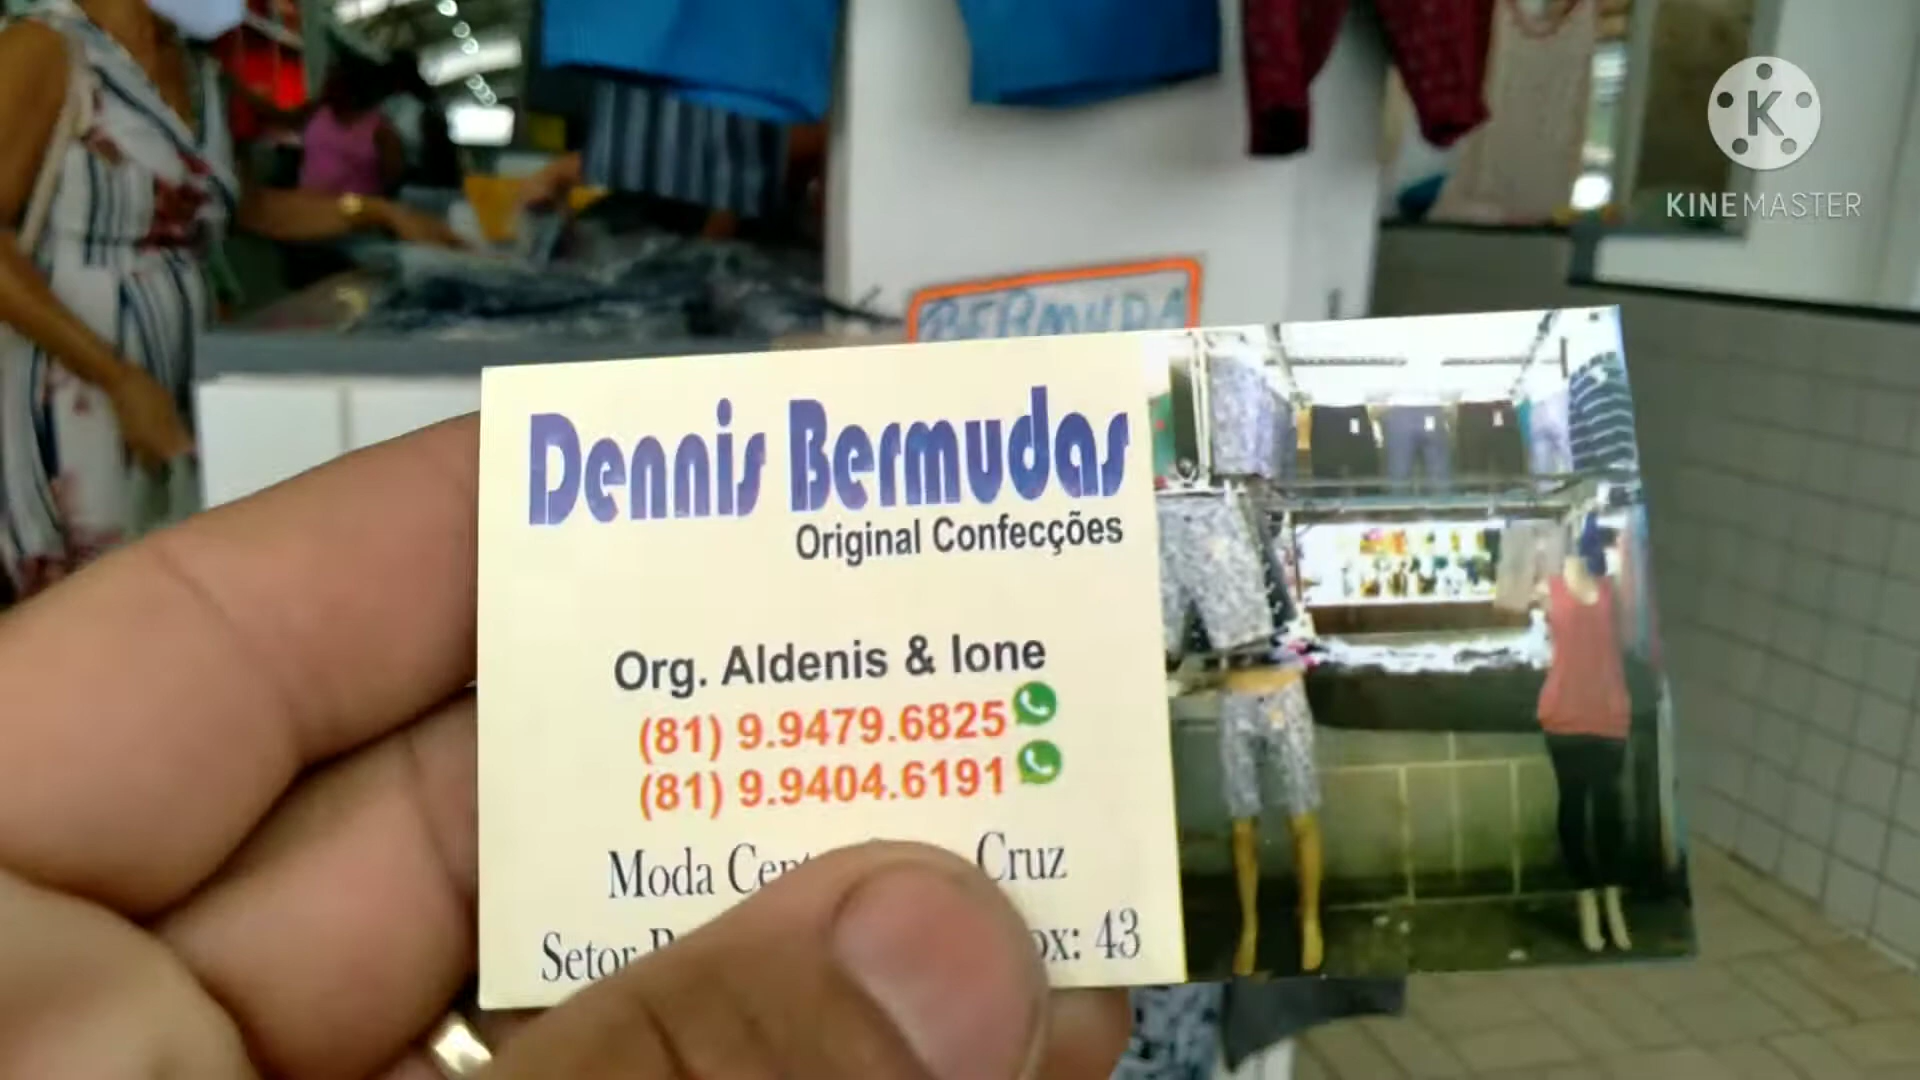 KINEMASTER
BERMUDA
Dennis Bermudas
Original Confecções
Org. Aldenis & Ione
(81) 9.9479.6825
(81) 9.9404.6191
Moda Cruz
Setor 43